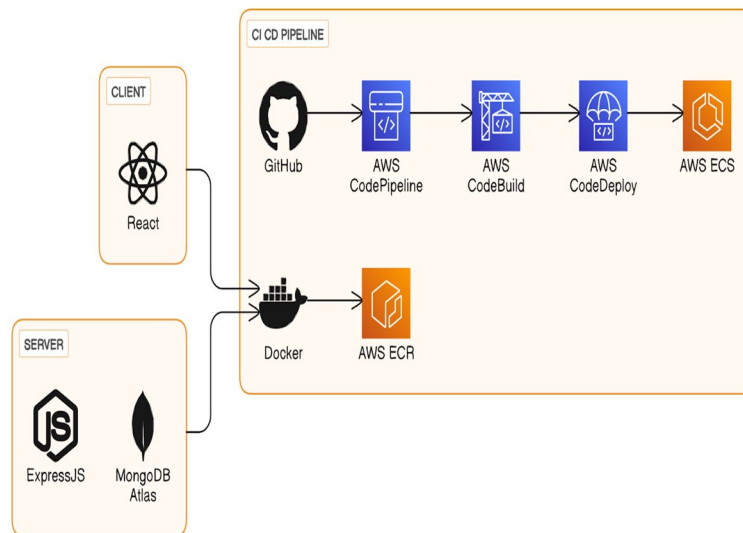 CI CD PIPELINE
CLIENT
GitHub
AWS
CodePipeline
AWS
CodeBuild
AWS
CodeDeploy
AWS ECS
React
Docker
AWS ECR
SERVER
JS
ExpressJS
MongoDB
Atlas